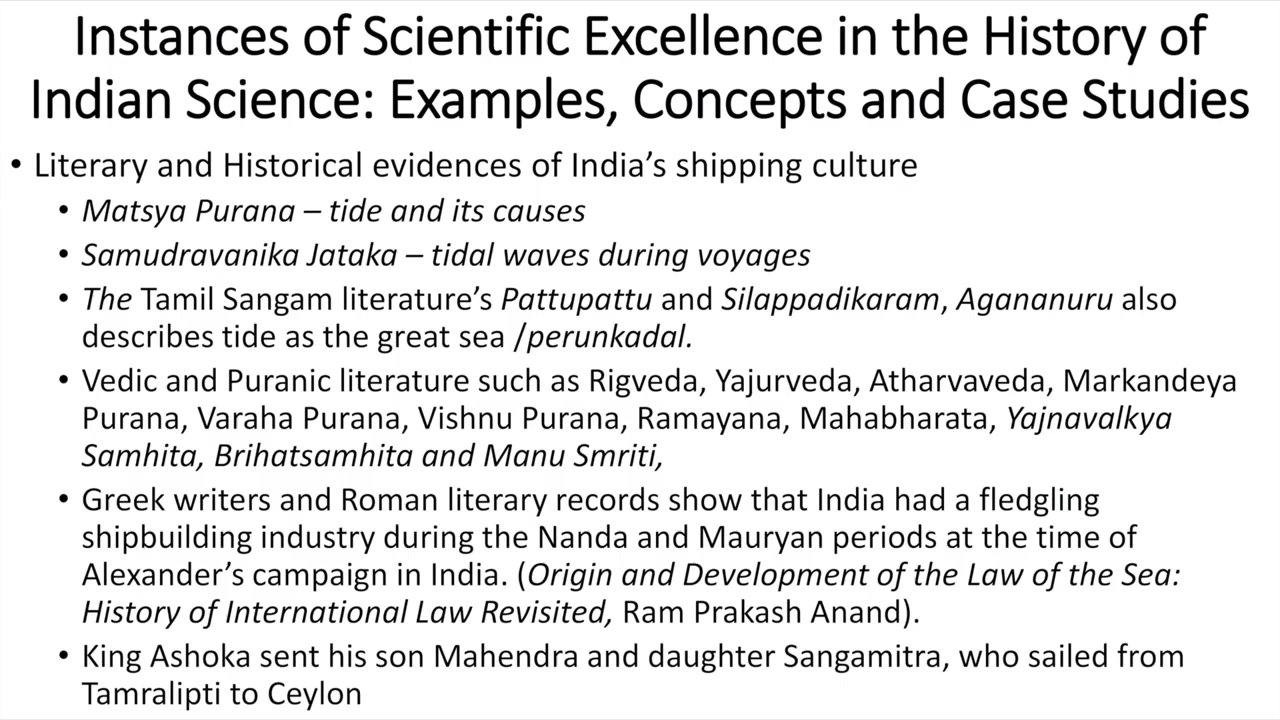 Instances of Scientific Excellence in the History of
Indian Science: Examples, Concepts and Case Studies
• Literary and Historical evidences of India’s shipping culture
• Matsya Purana – tide and its causes
• Samudravanika Jataka – tidal waves during voyages
• The Tamil Sangam literature’s Pattupattu and Silappadikaram, Agananuru also
describes tide as the great sea /perunkadal.
• Vedic and Puranic literature such as Rigveda, Yajurveda, Atharvaveda, Markandeya
Purana, Varaha Purana, Vishnu Purana, Ramayana, Mahabharata, Yajnavalkya
Samhita, Brihatsamhita and Manu Smriti,
• Greek writers and Roman literary records show that India had a fledgling
shipbuilding industry during the Nanda and Mauryan periods at the time of
Alexander’s campaign in India. (Origin and Development of the Law of the Sea:
History of International Law Revisited, Ram Prakash Anand).
• King Ashoka sent his son Mahendra and daughter Sangamitra, who sailed from
Tamralipti to Ceylon